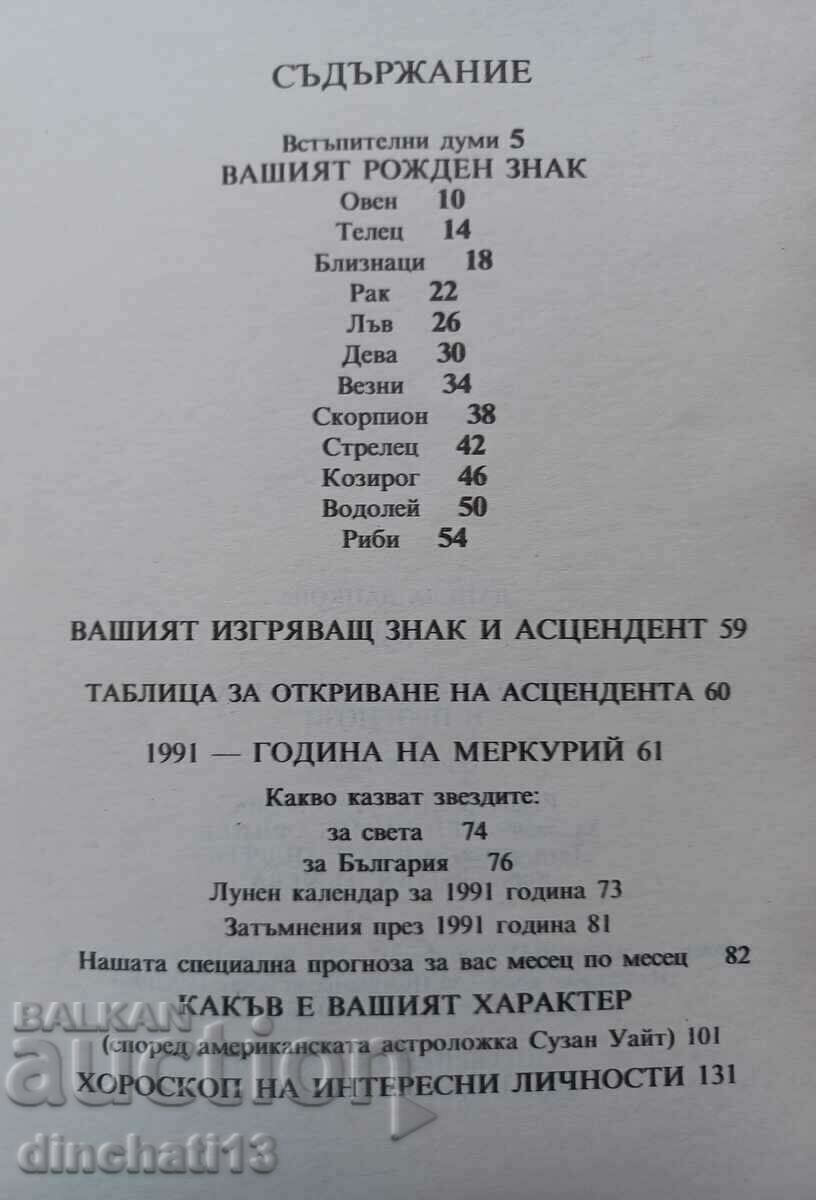 СЪДЪРЖАНИЕ
Встъпителни думи 5
ВАШИЯТ РОЖДЕН ЗНАК
Овен 10
Телец 14
Близнаци 18
Рак 22
Лъв 26
Дева 30
Везни 34
Скорпион 38
Стрелец 42
Козирог 46
Водолей 50
Риби 54
ВАШИЯТ ИЗГРЯВАЩ ЗНАК И АСЦЕНДЕНТ 59
ТАБЛИЦА ЗА ОТКРИВАНЕ НА АСЦЕНДЕНТА 60
1991 — ГОДИНА НА МЕРКУРИЙ 61
Какво казват звездите:
за света 74
за България 76
Лунен календар за 1991 година 73
Затъмнения през 1991 година 81
Нашата специална прогноза за вас месец по месец 82
КАКЪВ Е ВАШИЯТ ХАРАКТЕР
(според американската астроложка Сузан Уайт) 101
ХОРОСКОП НА ИНТЕРЕСНИ ЛИЧНОСТИ 131
BALKAN
auction
dinchati13